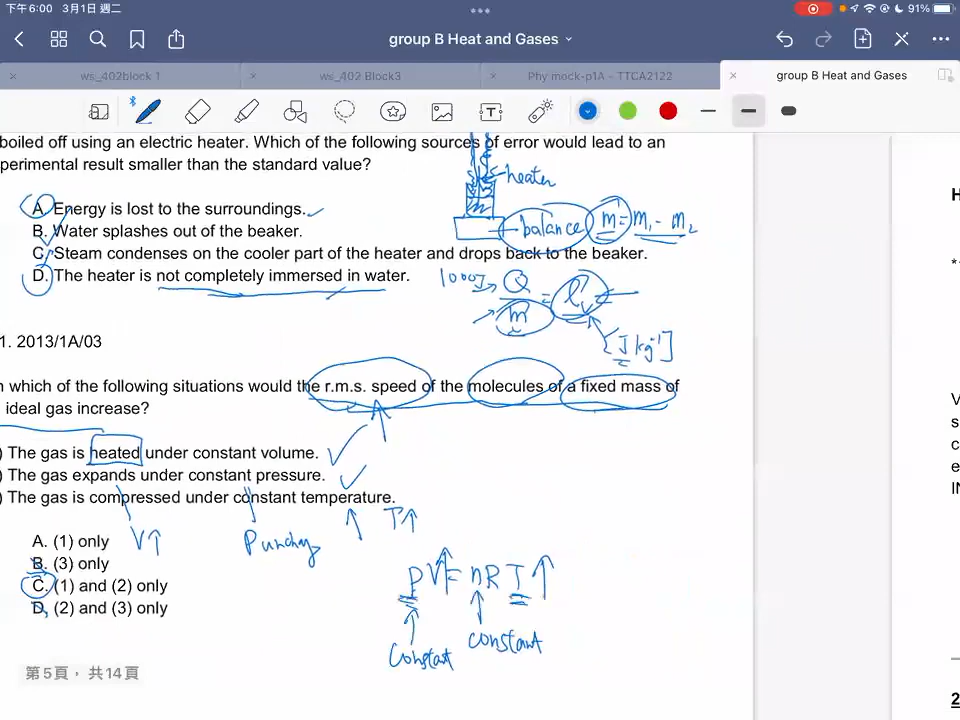 下午6:00 3月1日 週二
91%
group B Heat and Gases
ws_402block 1
ws_402 Block3
Phy mock-p1A - TTCA2122
group B Heat and Gases
boiled off using an electric heater. Which of the following sources of error would lead to an
perimental result smaller than the standard value?
heater
A. Energy is lost to the surroundings.
B. Water splashes out of the beaker.
balance m = m₁ - m₂
C. Steam condenses on the cooler part of the heater and drops back to the beaker.
D. The heater is not completely immersed in water.
1000J
Q/m = ℓv
[J kg⁻¹]
1. 2013/1A/03
n which of the following situations would the r.m.s. speed of the molecules of a fixed mass of
ideal gas increase?
) The gas is heated under constant volume.
) The gas expands under constant pressure.
) The gas is compressed under constant temperature.
V↑
P unchag
T↑
A. (1) only
B. (3) only
C. (1) and (2) only
D. (2) and (3) only
PV↑ = nRT↑
constant
constant
第5頁，共14頁
H
V
s
c
e
IN
2